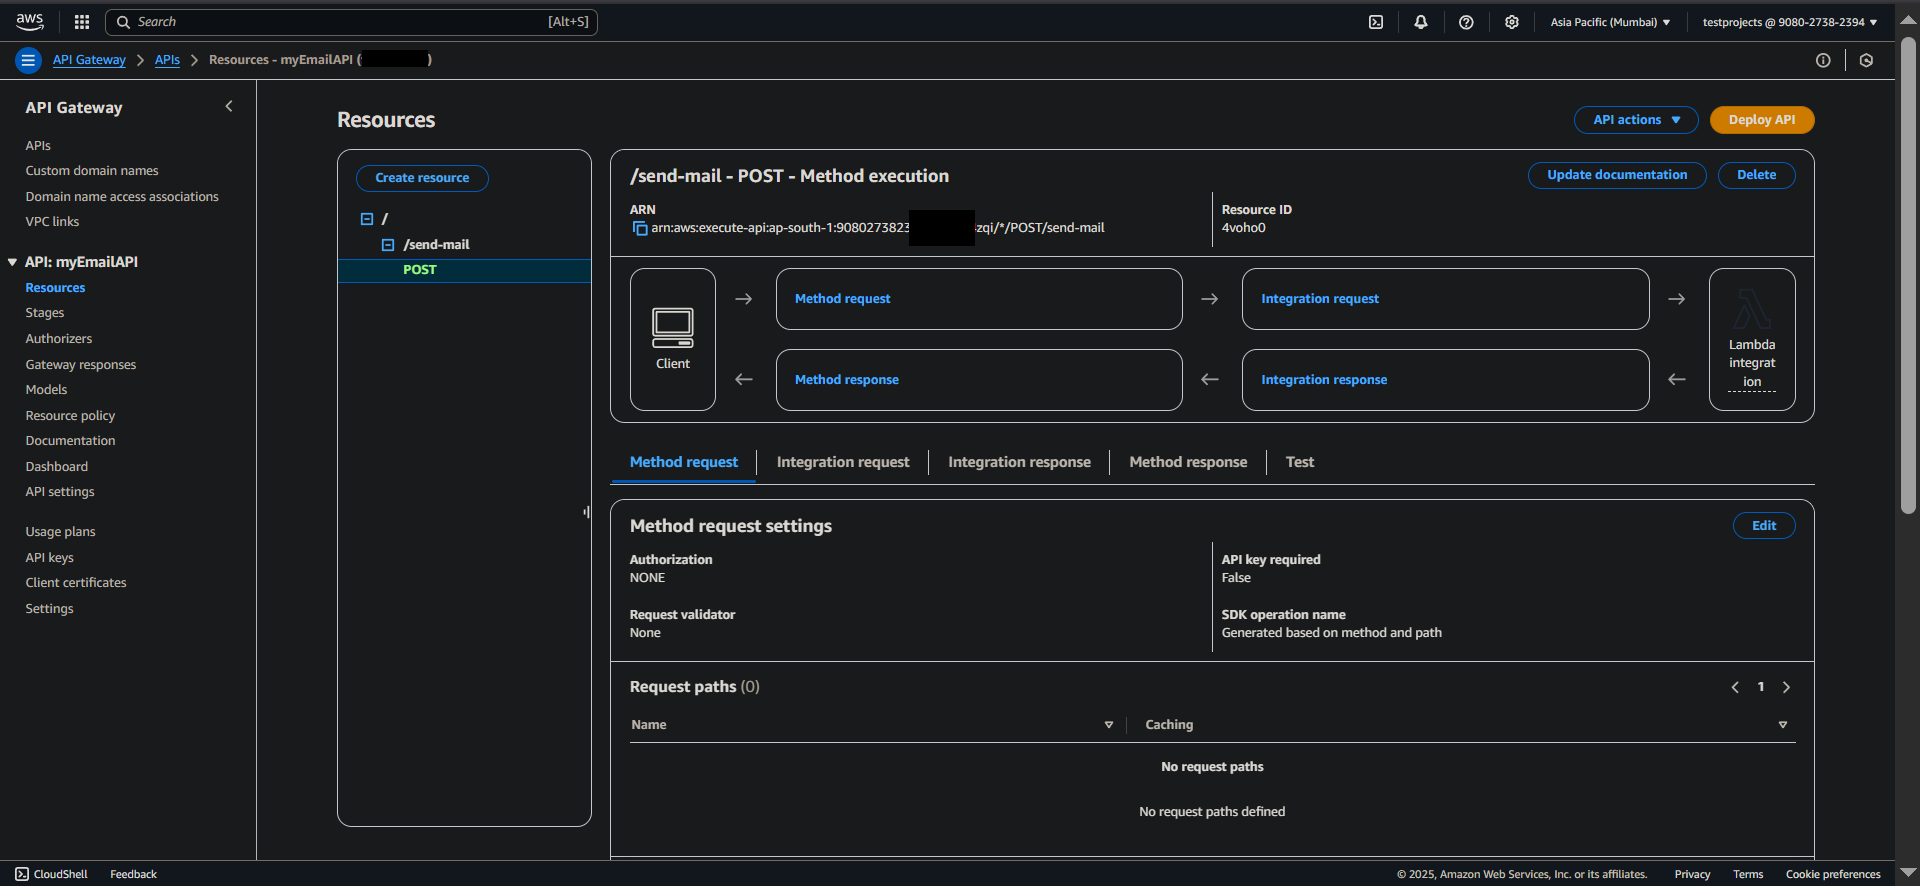 aws
Search [Alt+S]
Asia Pacific (Mumbai)
testprojects @ 9080-2738-2394
API Gateway
APIs
Resources - myEmailAPI ( )
API Gateway
APIs
Custom domain names
Domain name access associations
VPC links
API: myEmailAPI
Resources
Stages
Authorizers
Gateway responses
Models
Resource policy
Documentation
Dashboard
API settings
Usage plans
API keys
Client certificates
Settings
Resources
API actions
Deploy API
Create resource
/
/send-mail
POST
/send-mail - POST - Method execution
Update documentation
Delete
ARN
arn:aws:execute-api:ap-south-1:908027382 zqi/*/POST/send-mail
Resource ID
4voho0
Client
Method request
Integration request
Method response
Integration response
Lambda
integrat
ion
Method request
Integration request
Integration response
Method response
Test
Method request settings
Edit
Authorization
NONE
API key required
False
Request validator
None
SDK operation name
Generated based on method and path
Request paths (0)
1
Name
Caching
No request paths
No request paths defined
CloudShell
Feedback
© 2025, Amazon Web Services, Inc. or its affiliates.
Privacy
Terms
Cookie preferences